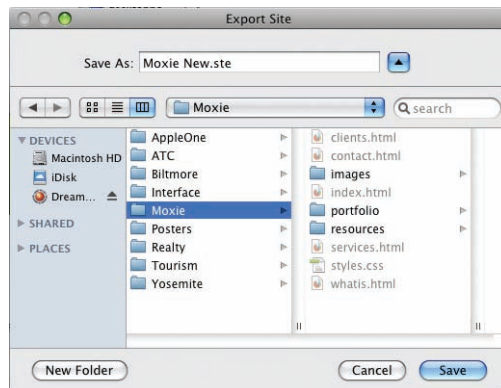 Export Site
Save As: Moxie New.ste
Moxie
search
DEVICES
Macintosh HD
iDisk
Dream...
SHARED
PLACES
AppleOne
ATC
Biltmore
Interface
Moxie
Posters
Realty
Tourism
Yosemite
clients.html
contact.html
images
index.html
portfolio
resources
services.html
styles.css
whatis.html
New Folder
Cancel
Save